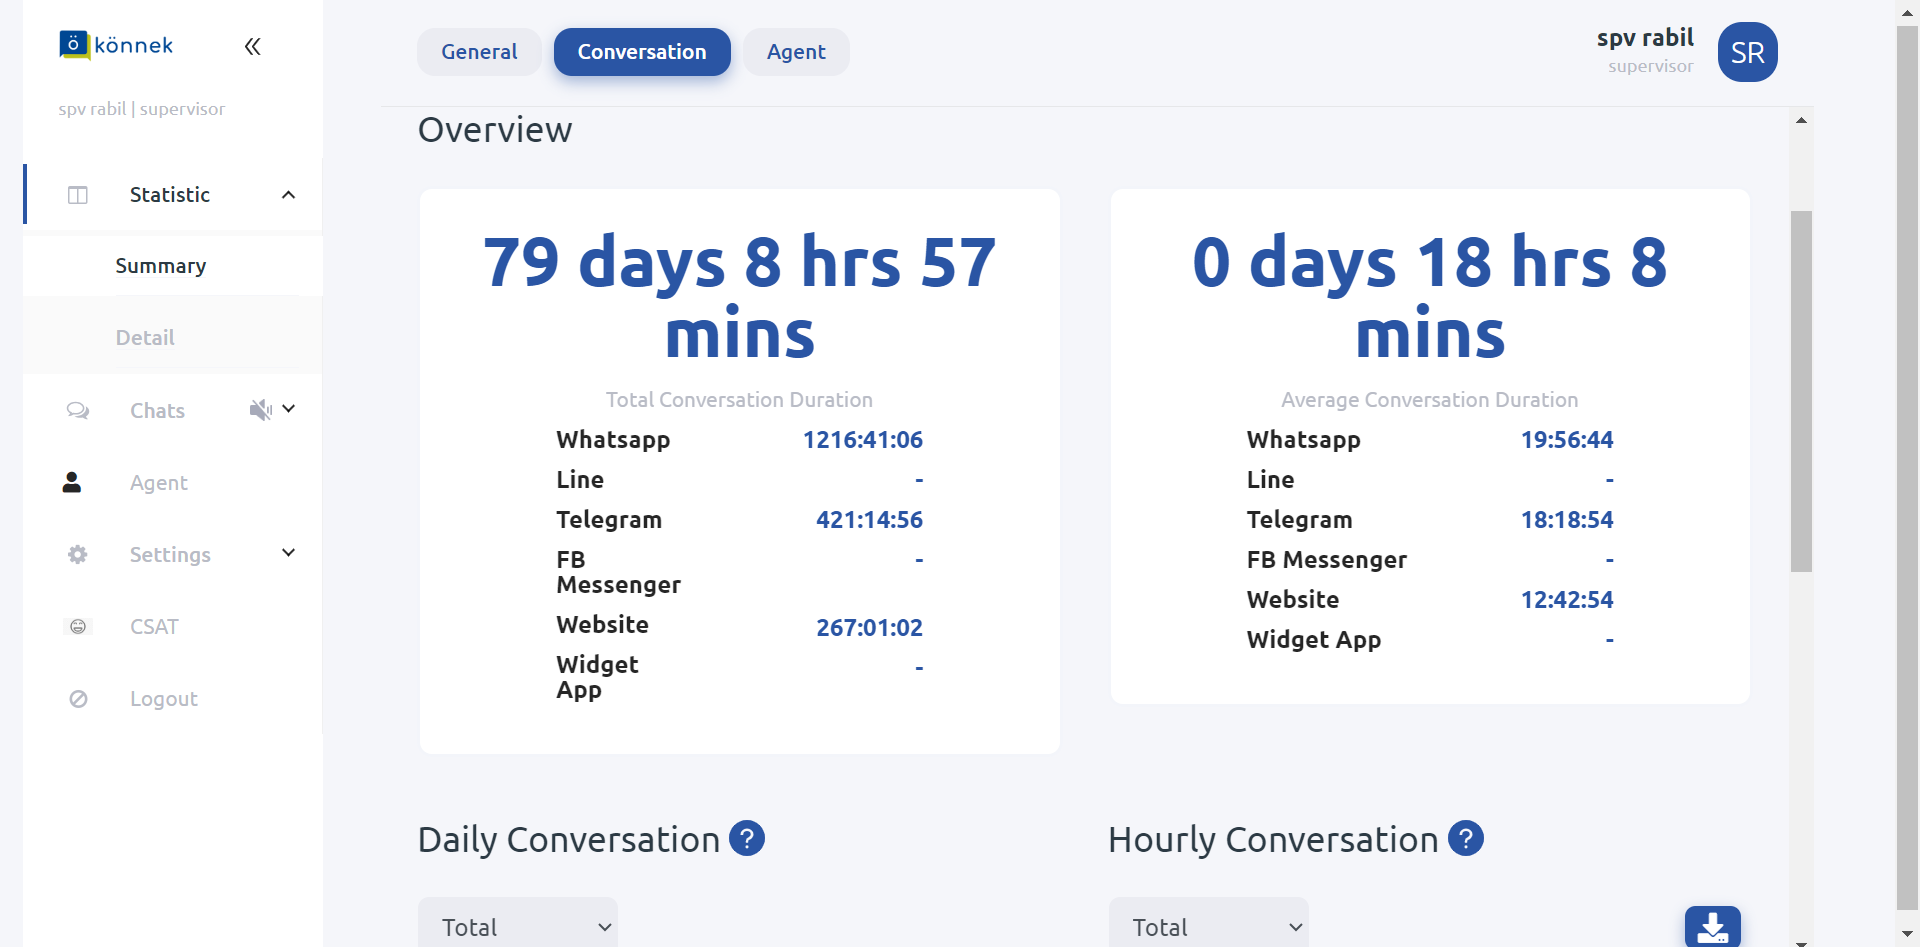 könnek
spv rabil | supervisor
Statistic
Summary
Detail
Chats
Agent
Settings
CSAT
Logout
General
Conversation
Agent
spv rabil
supervisor
SR
Overview
79 days 8 hrs 57
mins
Total Conversation Duration
Whatsapp 1216:41:06
Line -
Telegram 421:14:56
FB
Messenger -
Website 267:01:02
Widget
App -
0 days 18 hrs 8
mins
Average Conversation Duration
Whatsapp 19:56:44
Line -
Telegram 18:18:54
FB Messenger -
Website 12:42:54
Widget App -
Daily Conversation ?
Total
Hourly Conversation ?
Total